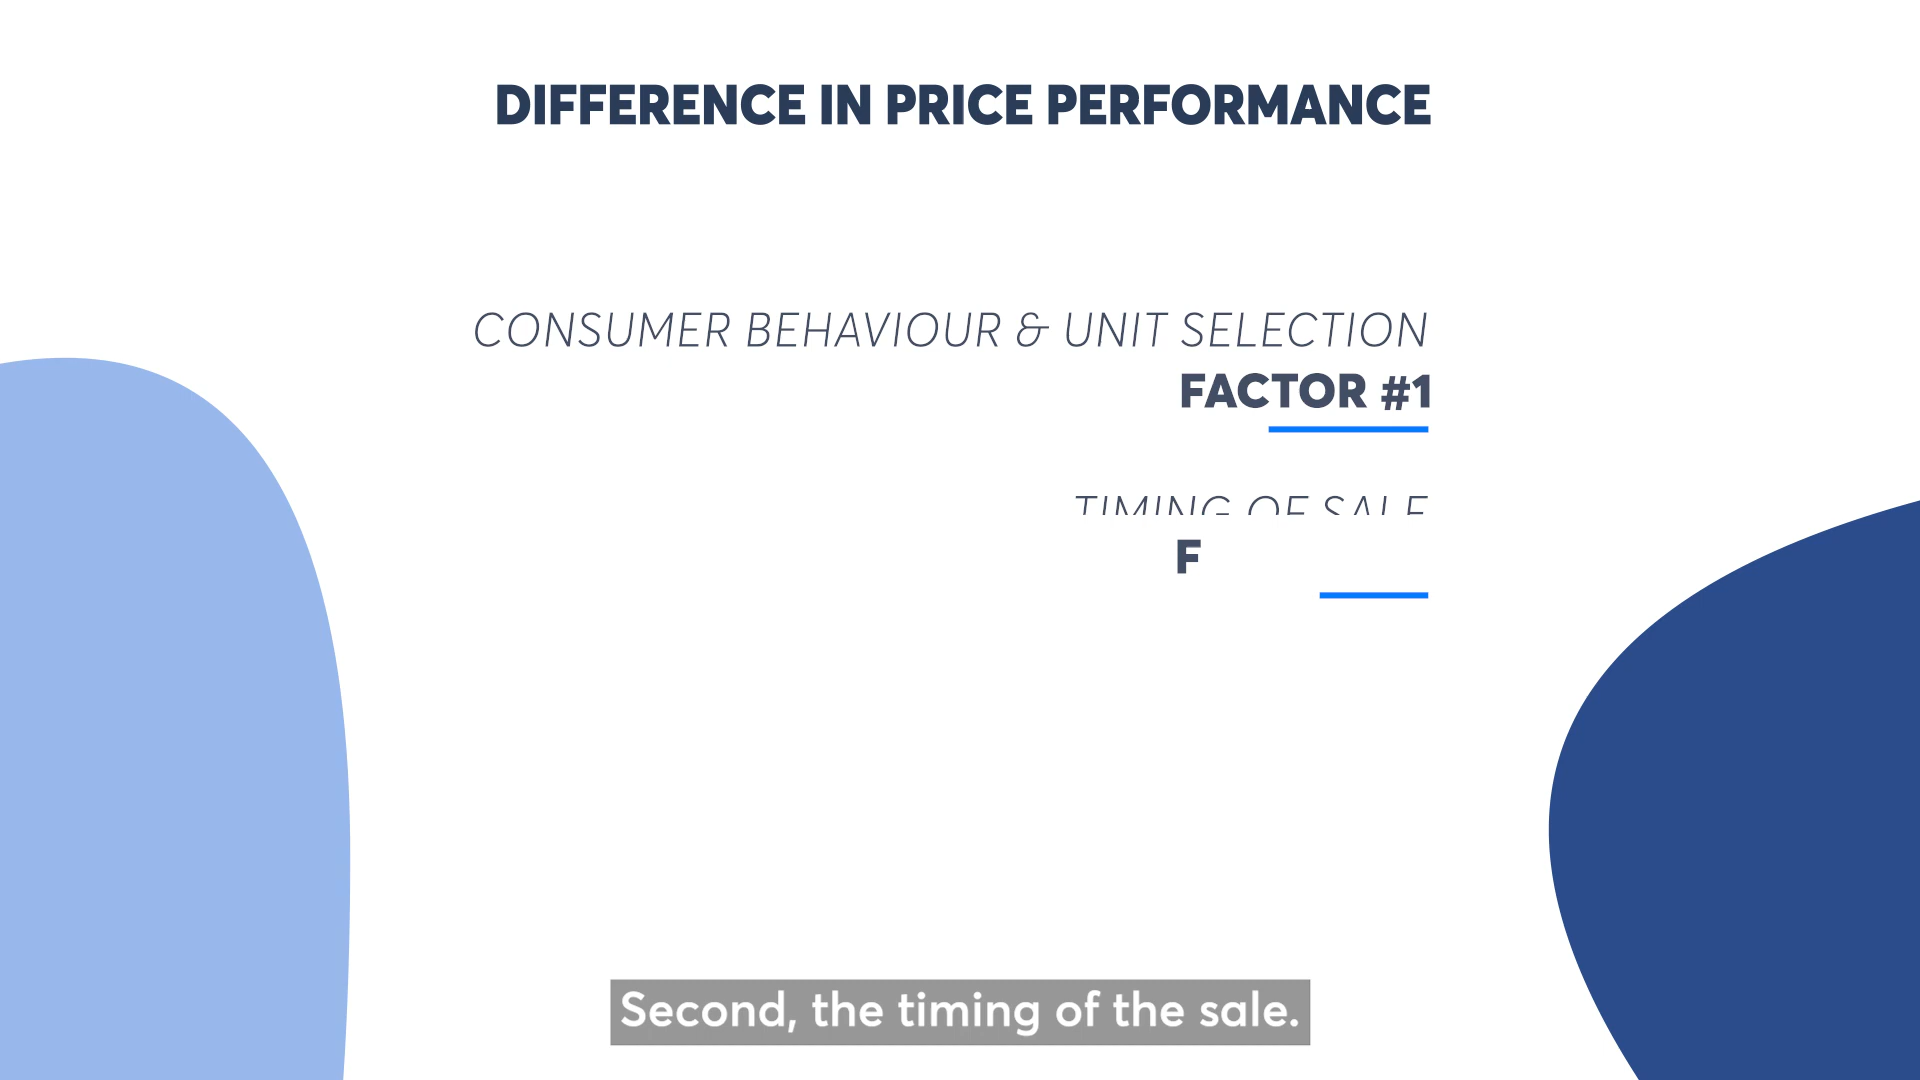 DIFFERENCE IN PRICE PERFORMANCE
CONSUMER BEHAVIOUR & UNIT SELECTION
FACTOR #1
TIMING OF SALE
F
Second, the timing of the sale.